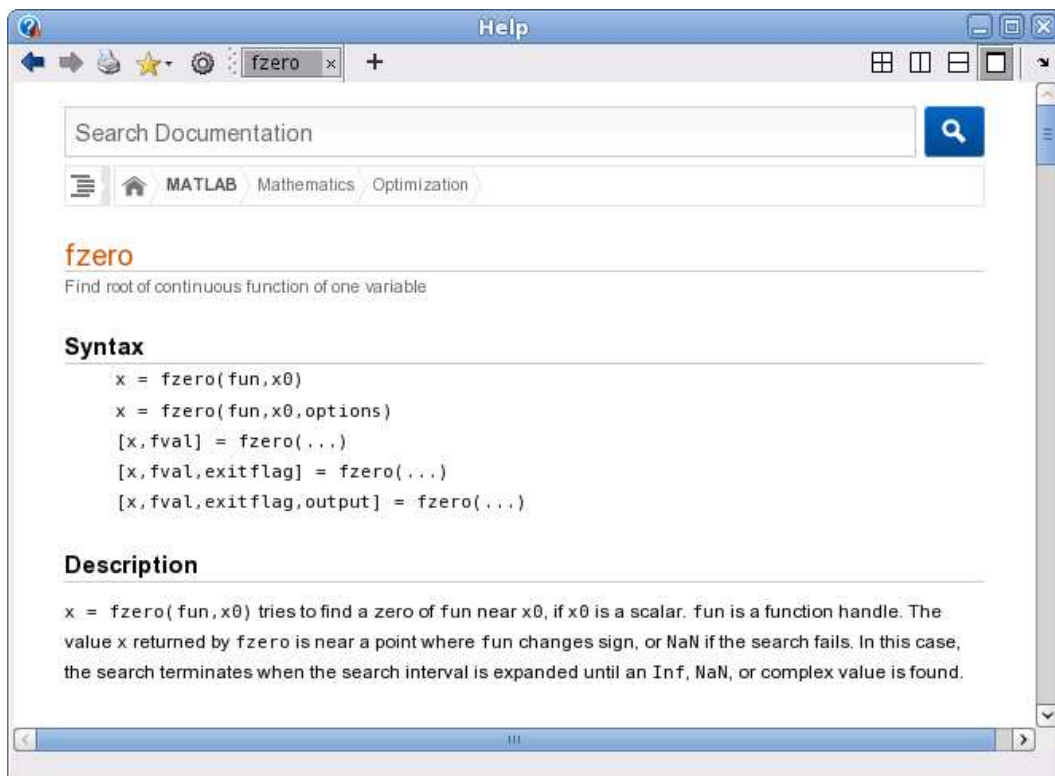 Help
fzero
Search Documentation
MATLAB Mathematics Optimization
fzero
Find root of continuous function of one variable
Syntax
x = fzero(fun,x0)
x = fzero(fun,x0,options)
[x,fval] = fzero(...)
[x,fval,exitflag] = fzero(...)
[x,fval,exitflag,output] = fzero(...)
Description
x = fzero(fun,x0) tries to find a zero of fun near x0, if x0 is a scalar. fun is a function handle. The
value x returned by fzero is near a point where fun changes sign, or NaN if the search fails. In this case,
the search terminates when the search interval is expanded until an Inf, NaN, or complex value is found.